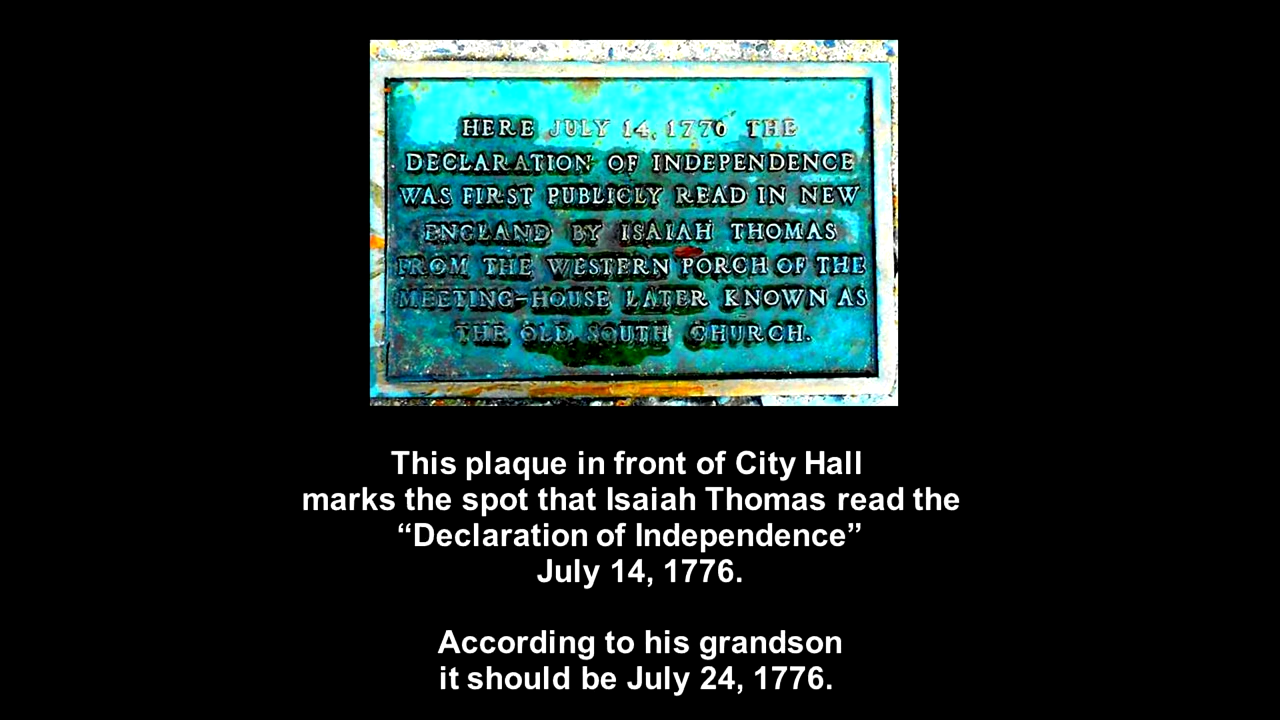 HERE JULY 14, 1776 THE
DECLARATION OF INDEPENDENCE
WAS FIRST PUBLICLY READ IN NEW
ENGLAND BY ISAIAH THOMAS
FROM THE WESTERN PORCH OF THE
MEETING-HOUSE LATER KNOWN AS
THE OLD SOUTH CHURCH.
This plaque in front of City Hall
marks the spot that Isaiah Thomas read the
“Declaration of Independence”
July 14, 1776.
According to his grandson
it should be July 24, 1776.